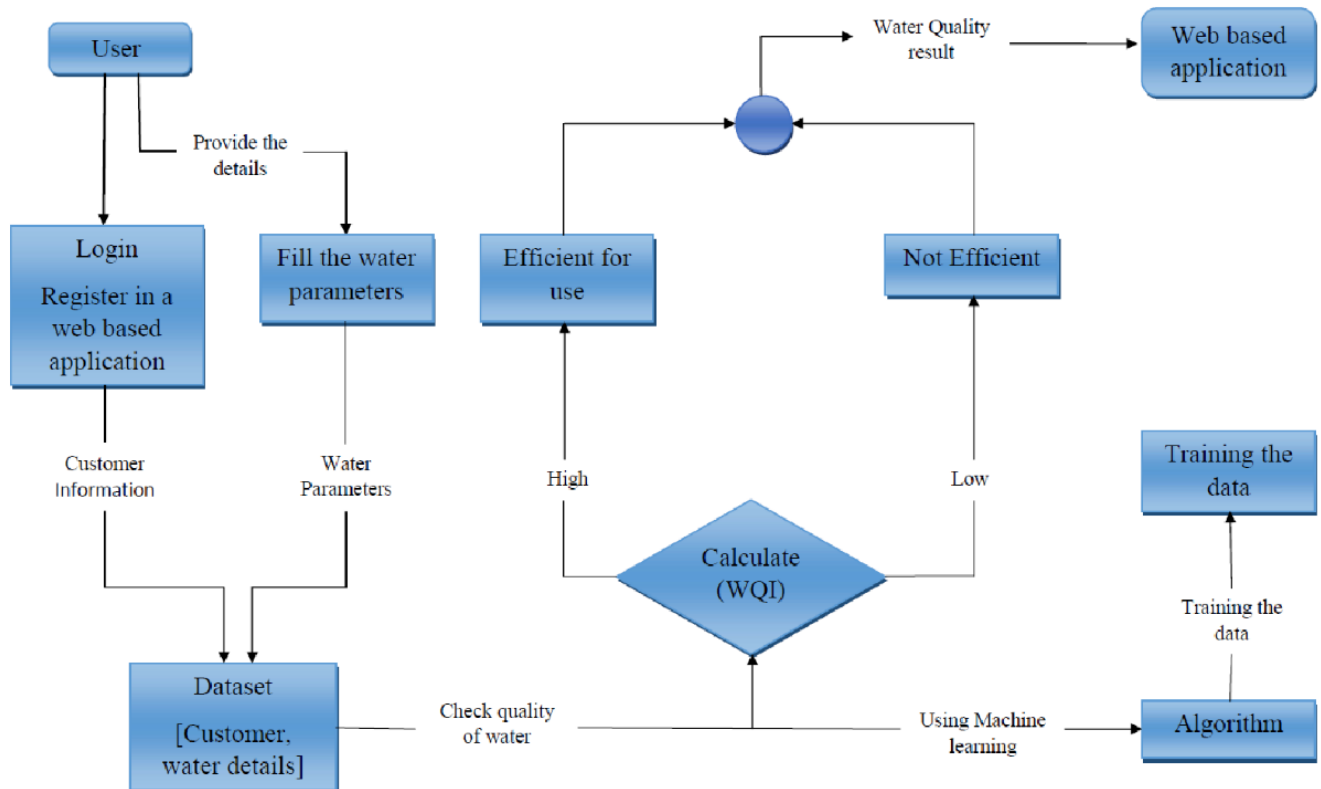 User
Provide the
details
Login
Register in a
web based
application
Fill the water
parameters
Customer
Information
Water
Parameters
Dataset
[Customer,
water details]
Check quality
of water
Calculate
(WQI)
High
Low
Efficient for
use
Not Efficient
Water Quality
result
Web based
application
Using Machine
learning
Algorithm
Training the
data
Training the
data